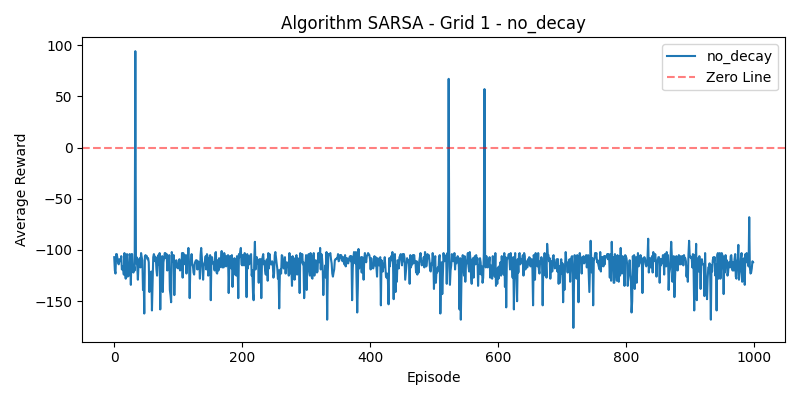 Algorithm SARSA - Grid 1 - no_decay
100
50
0
−50
−100
−150
Average Reward
no_decay
Zero Line
0 200 400 600 800 1000
Episode